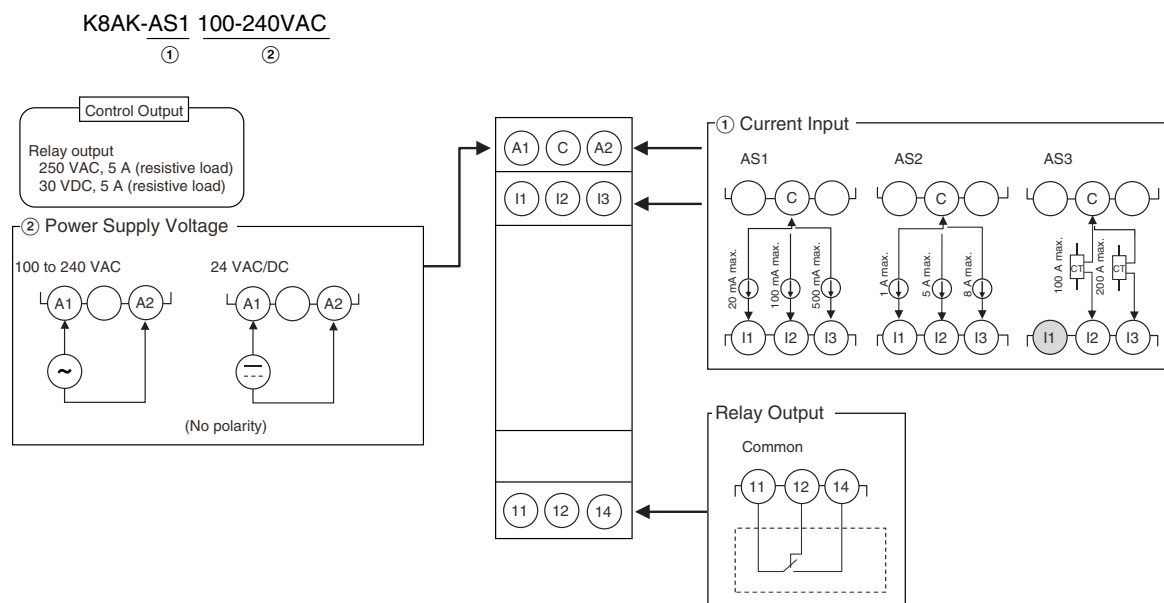 K8AK-AS1 100-240VAC
① ②
Control Output
Relay output
250 VAC, 5 A (resistive load)
30 VDC, 5 A (resistive load)
② Power Supply Voltage
100 to 240 VAC 24 VAC/DC
A1 A2 A1 A2
~
(No polarity)
A1 C A2
I1 I2 I3
11 12 14
① Current Input
AS1 AS2 AS3
C C C
20 mA max. 100 mA max. 500 mA max. 1 A max. 5 A max. 8 A max. 100 A max. CT 200 A max. CT
I1 I2 I3 I1 I2 I3 I1 I2 I3
Relay Output
Common
11 12 14